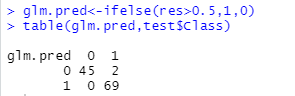 > glm.pred<-ifelse(res>0.5,1,0)
> table(glm.pred,test$Class)
glm.pred 0 1
0 45 2
1 0 69